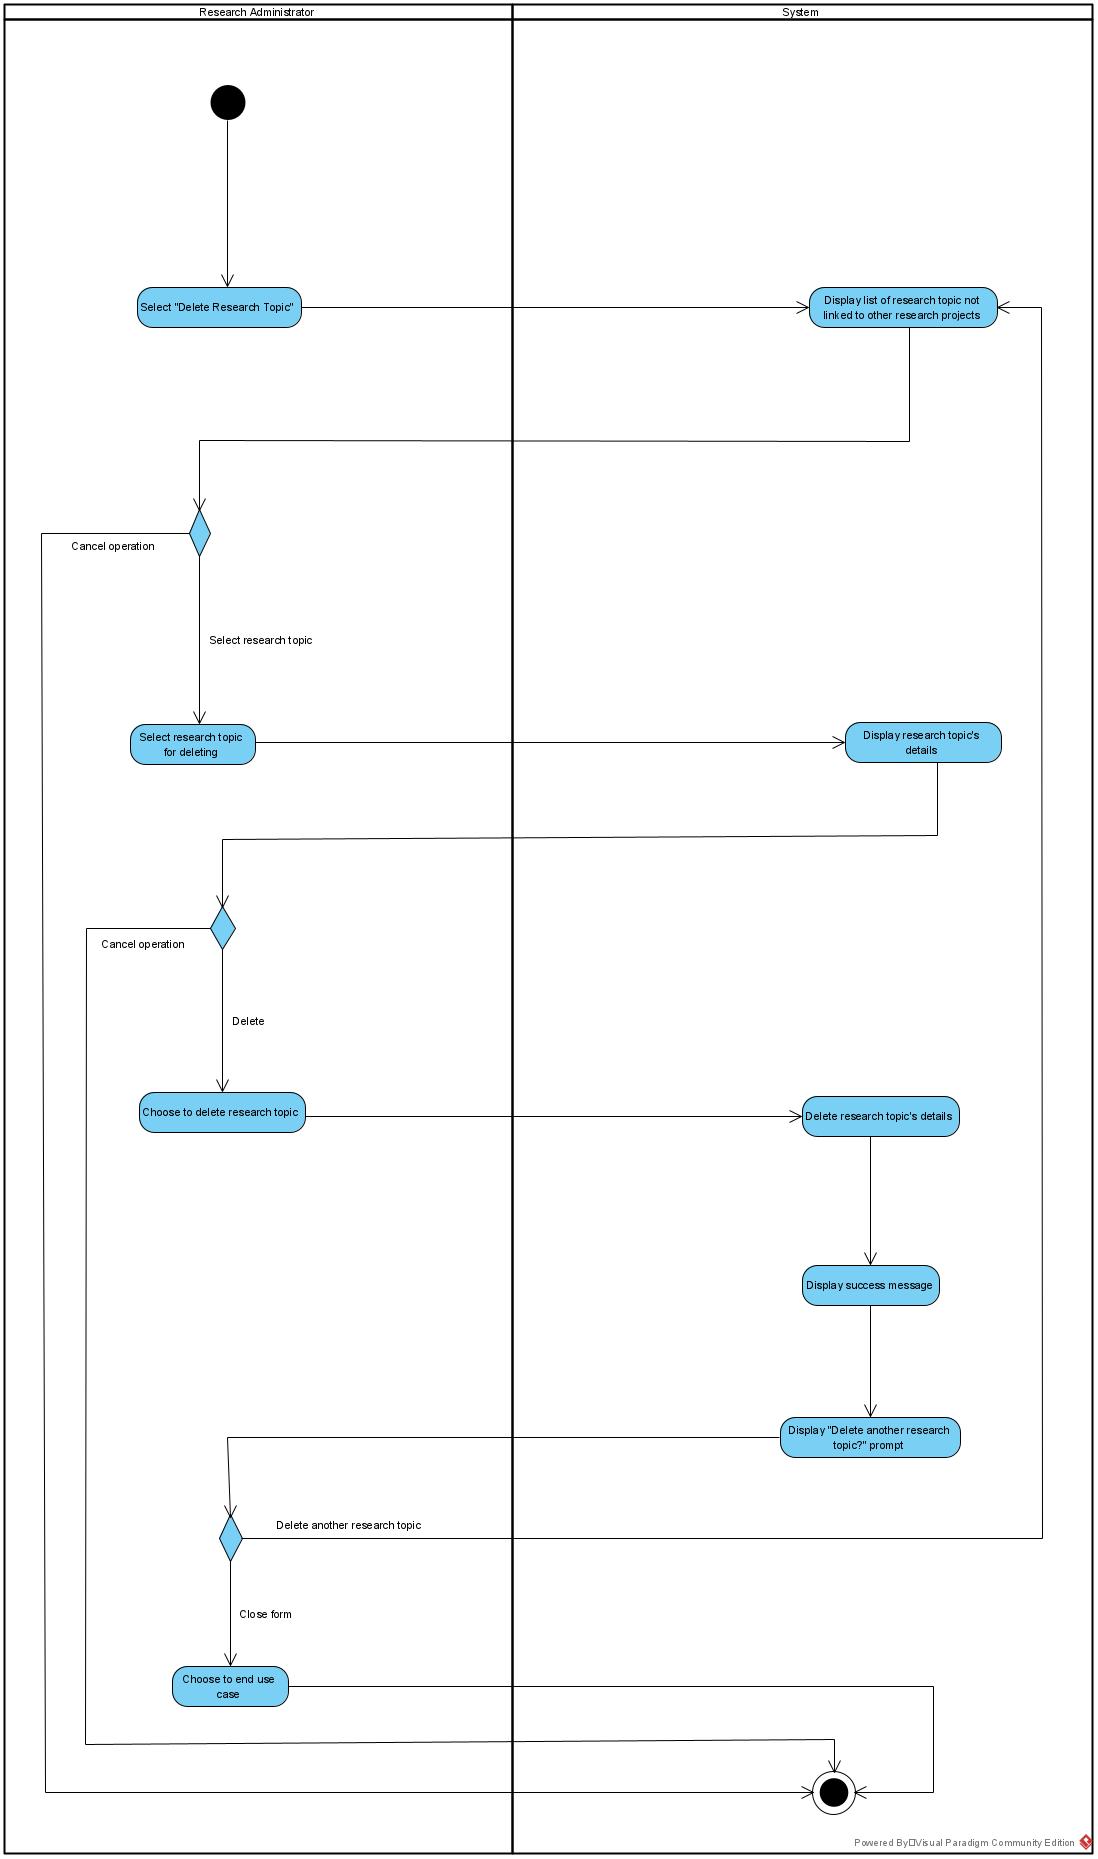 Research Administrator
System
Select "Delete Research Topic"
Display list of research topic not
linked to other research projects
Cancel operation
Select research topic
Select research topic
for deleting
Display research topic's
details
Cancel operation
Delete
Choose to delete research topic
Delete research topic's details
Display success message
Display "Delete another research
topic?" prompt
Delete another research topic
Close form
Choose to end use
case
Powered By Visual Paradigm Community Edition